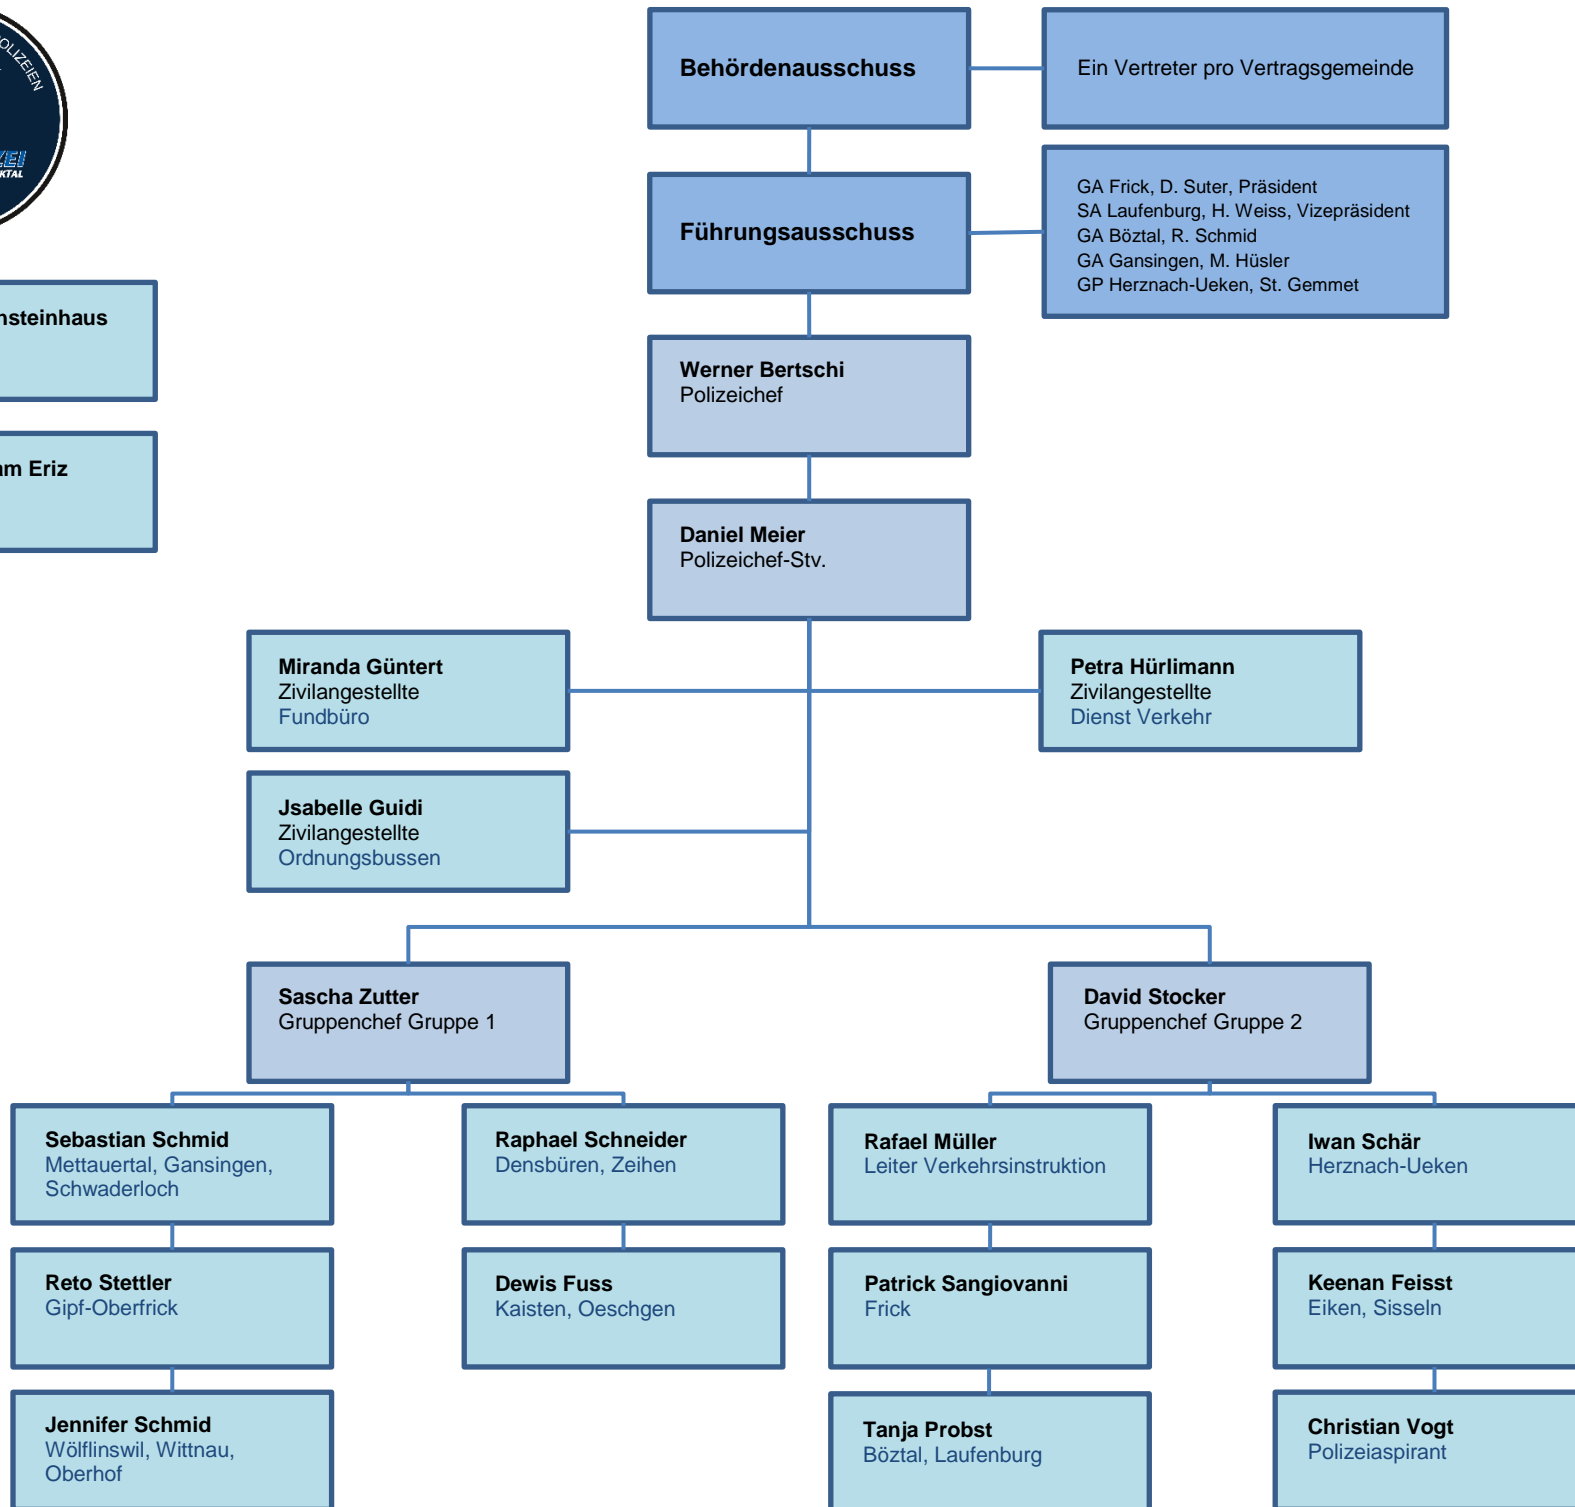 POLIZEIEN
Behördenausschuss
Ein Vertreter pro Vertragsgemeinde
Führungsausschuss
GA Frick, D. Suter, Präsident
SA Laufenburg, H. Weiss, Vizepräsident
GA Böztal, R. Schmid
GA Gansingen, M. Hüsler
GP Herznach-Ueken, St. Gemmet
nsteinhaus
am Eriz
Werner Bertschi
Polizeichef
Daniel Meier
Polizeichef-Stv.
Miranda Güntert
Zivilangestellte
Fundbüro
Petra Hürlimann
Zivilangestellte
Dienst Verkehr
Jsabelle Guidi
Zivilangestellte
Ordnungsbussen
Sascha Zutter
Gruppenchef Gruppe 1
David Stocker
Gruppenchef Gruppe 2
Sebastian Schmid
Mettauertal, Gansingen,
Schwaderloch
Raphael Schneider
Densbüren, Zeihen
Rafael Müller
Leiter Verkehrsinstruktion
Iwan Schär
Herznach-Ueken
Reto Stettler
Gipf-Oberfrick
Dewis Fuss
Kaisten, Oeschgen
Patrick Sangiovanni
Frick
Keenan Feisst
Eiken, Sisseln
Jennifer Schmid
Wölflinswil, Wittnau,
Oberhof
Tanja Probst
Böztal, Laufenburg
Christian Vogt
Polizeiaspirant